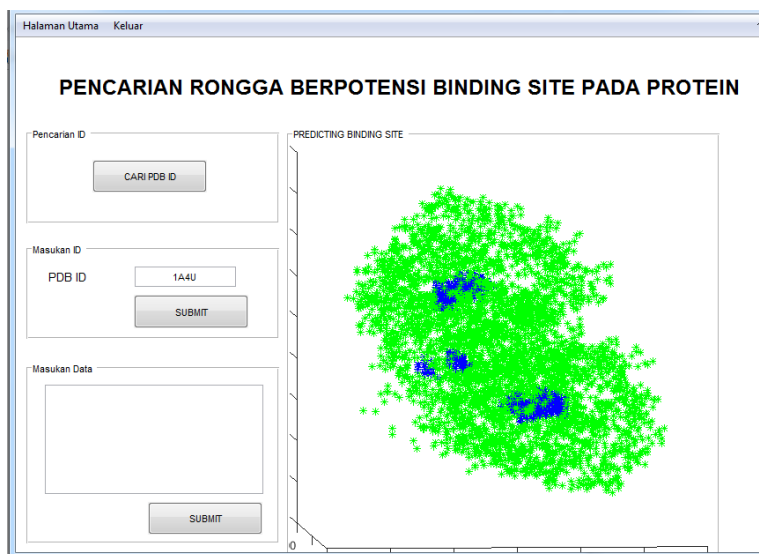 Halaman Utama Keluar
PENCARIAN RONGGA BERPOTENSI BINDING SITE PADA PROTEIN
Pencarian ID
CARI PDB ID
Masukan ID
PDB ID 1A4U
SUBMIT
Masukan Data
SUBMIT
PREDICTING BINDING SITE
0